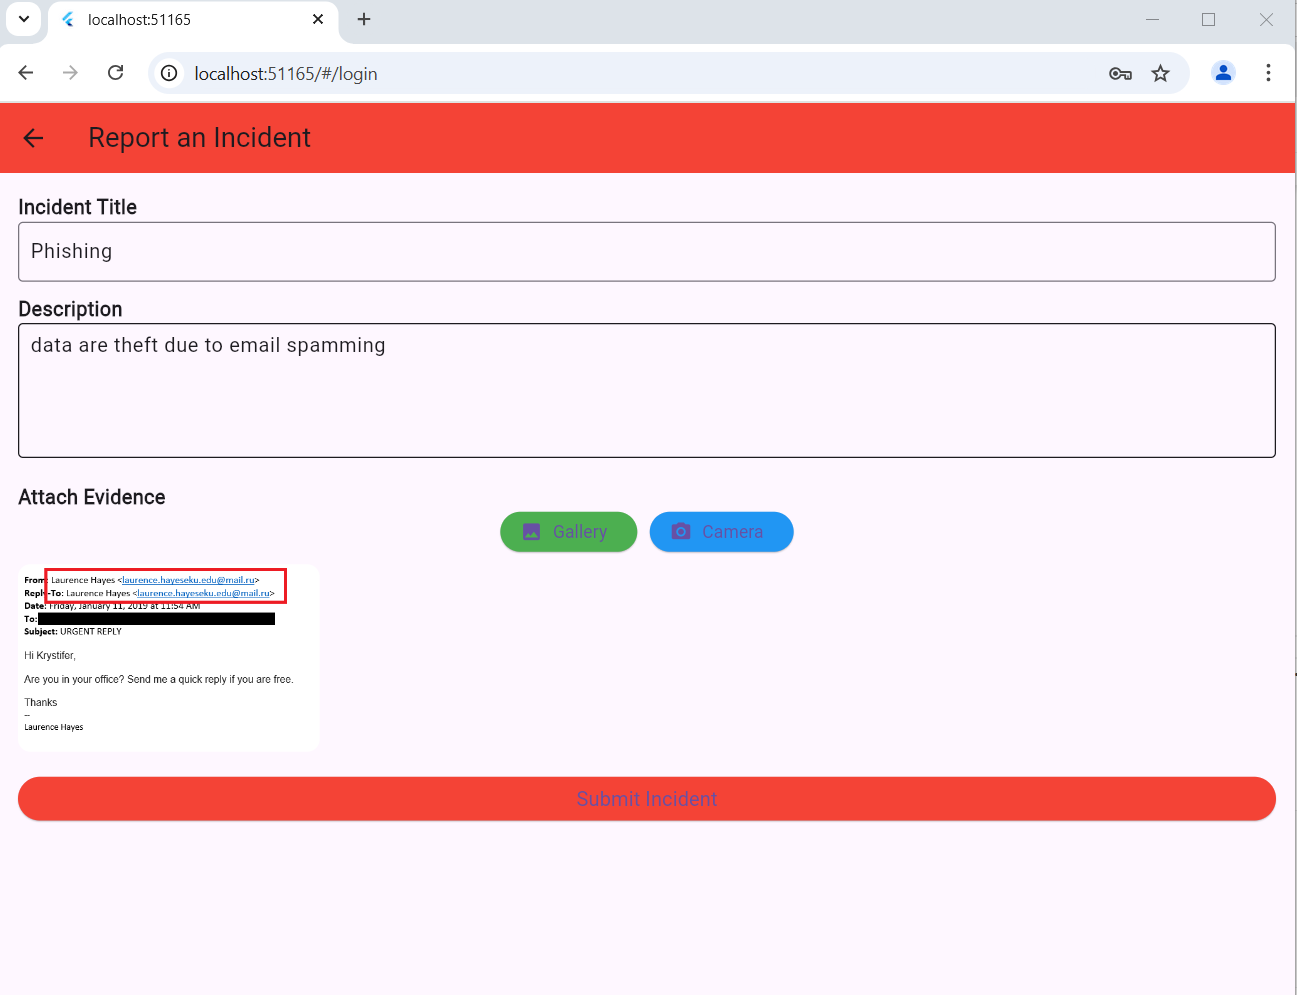 localhost:51165
localhost:51165/#/login
Report an Incident
Incident Title
Phishing
Description
data are theft due to email spamming
Attach Evidence
Gallery
Camera
From: Laurence Hayes <laurence.hayeseku.edu@mail.ru>
Reply-To: Laurence Hayes <laurence.hayeseku.edu@mail.ru>
Date: Friday, January 11, 2019 at 11:54 AM
To:
Subject: URGENT REPLY
Hi Krystifer,
Are you in your office? Send me a quick reply if you are free.
Thanks
--
Laurence Hayes
Submit Incident